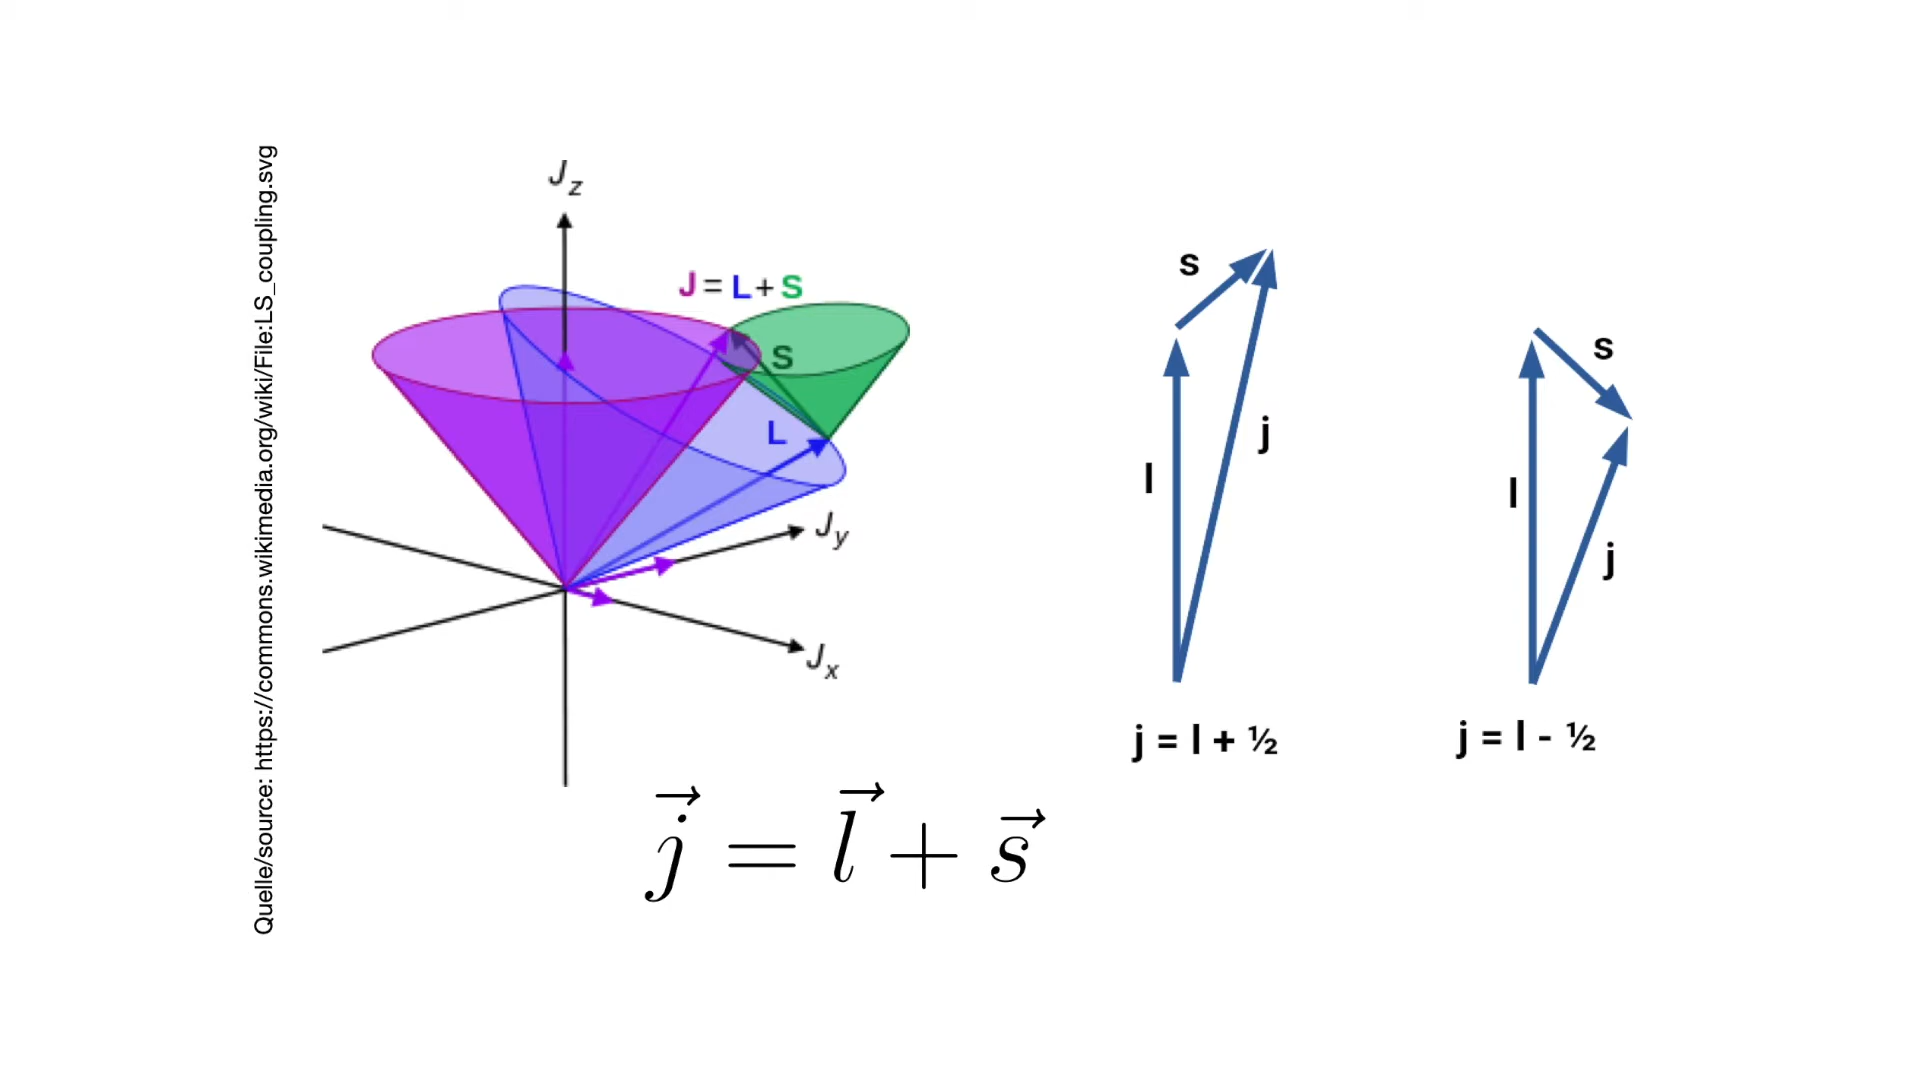 Quelle/source: https://commons.wikimedia.org/wiki/File:LS_coupling.svg
J_z
J = L + S
S
L
J_y
J_x
s
l
j
j = l + ½
s
l
j
j = l - ½
j⃗ = l⃗ + s⃗